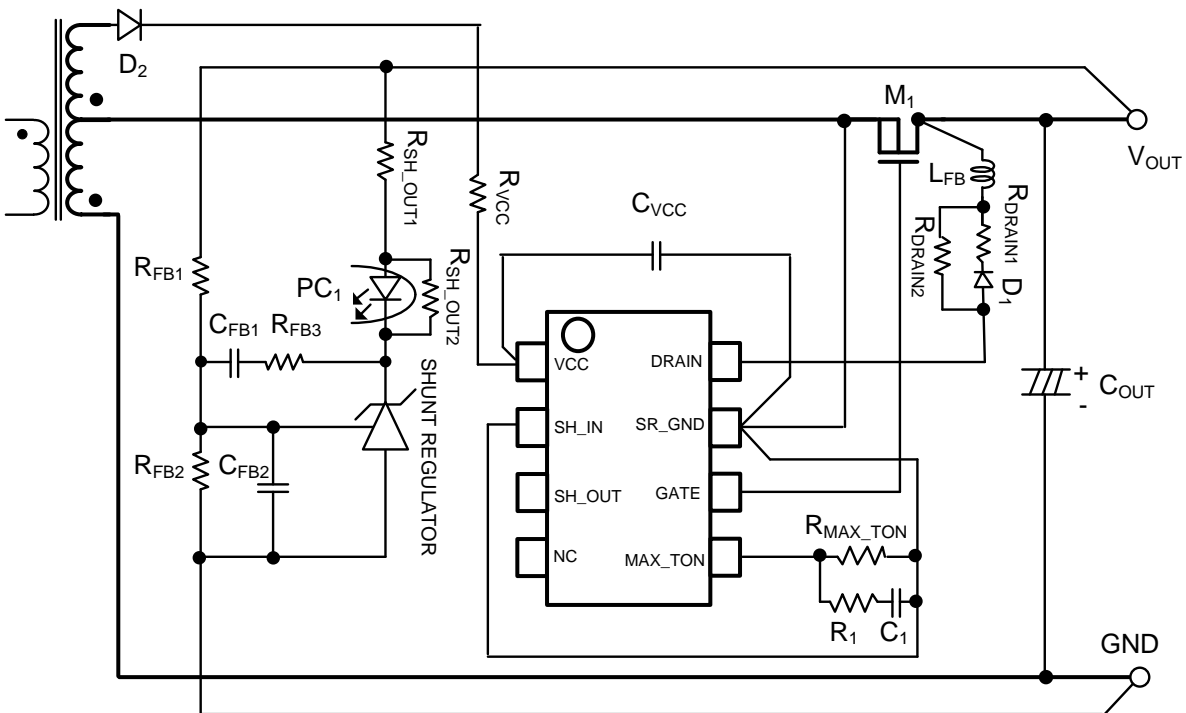 D2
M1
VOUT
RSH_OUT1
RVCC
CVCC
LFB
RDRAIN1
RDRAIN2
D1
RFB1
PC1
RSH_OUT2
CFB1
RFB3
VCC
DRAIN
SHUNT REGULATOR
SH_IN
SR_GND
+
-
COUT
RFB2
CFB2
SH_OUT
GATE
RMAX_TON
NC
MAX_TON
R1
C1
GND